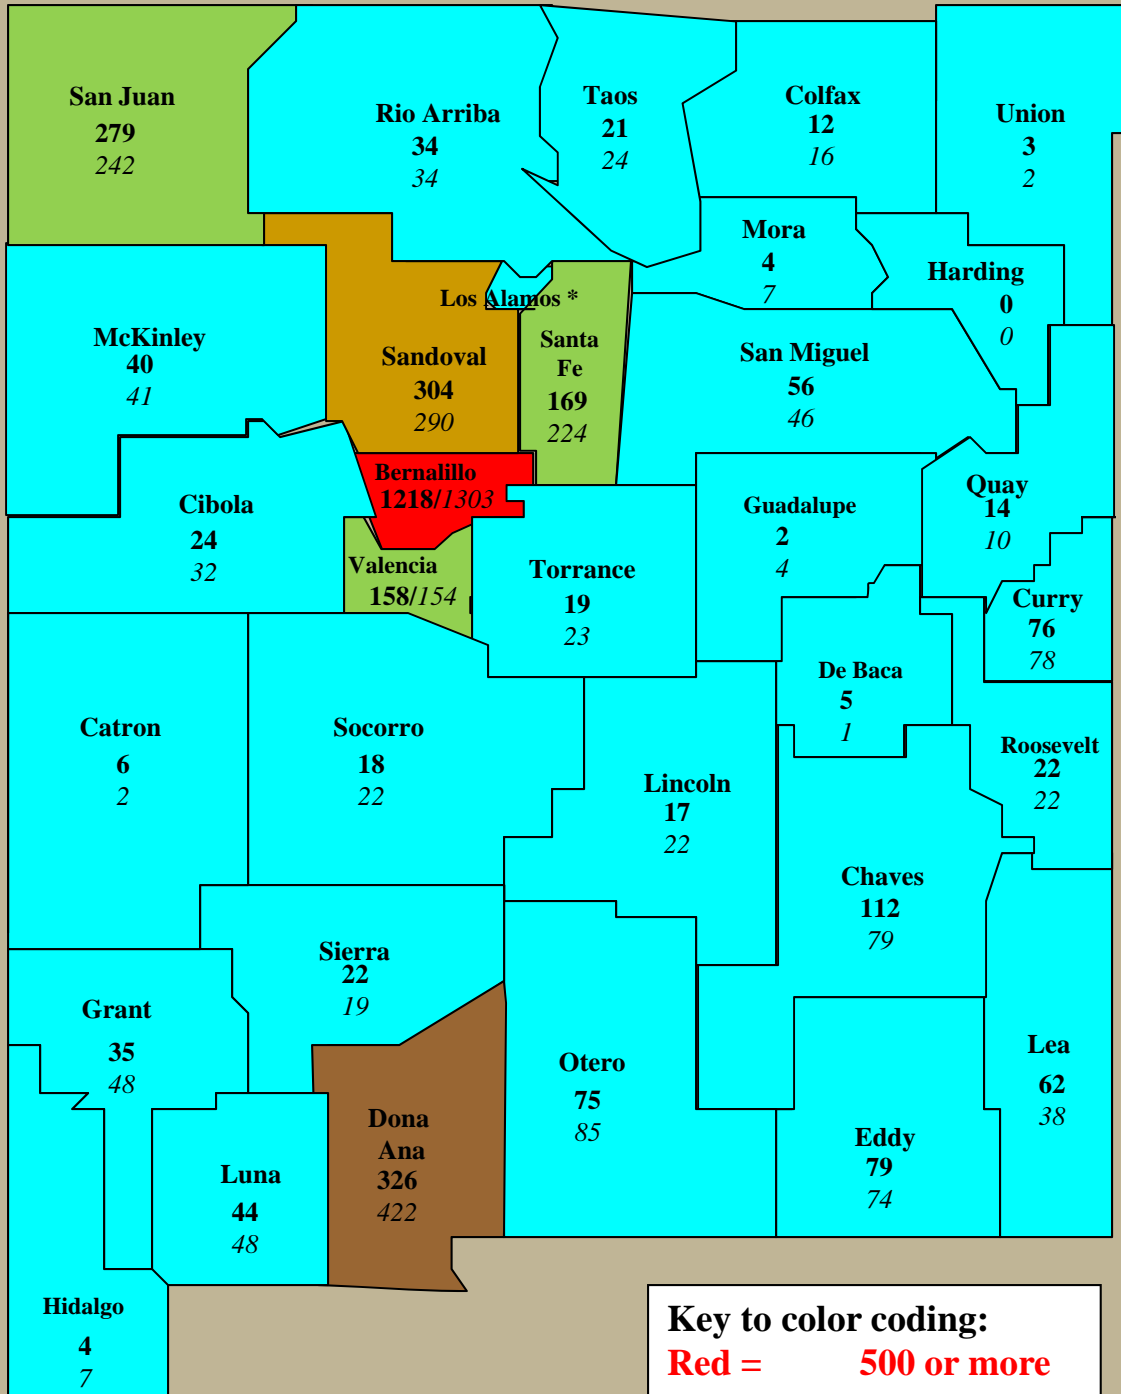 San Juan
279
242
Rio Arriba
34
34
Taos
21
24
Colfax
12
16
Union
3
2
Mora
4
7
Harding
0
0
Los Alamos *
McKinley
40
41
Sandoval
304
290
Santa
Fe
169
224
San Miguel
56
46
Bernalillo
1218/1303
Cibola
24
32
Valencia
158/154
Torrance
19
23
Guadalupe
2
4
Quay
14
10
Curry
76
78
De Baca
5
1
Catron
6
2
Socorro
18
22
Lincoln
17
22
Roosevelt
22
22
Chaves
112
79
Sierra
22
19
Grant
35
48
Otero
75
85
Lea
62
38
Dona
Ana
326
422
Eddy
79
74
Luna
44
48
Hidalgo
4
7
Key to color coding:
Red = 500 or more